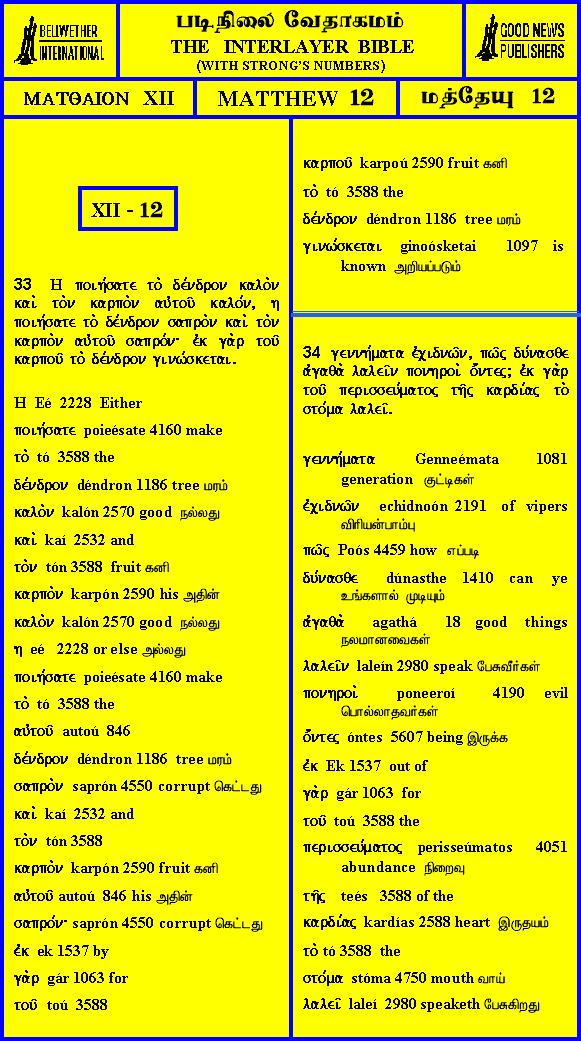 BELLWETHER
INTERNATIONAL
படிநிலை வேதாகமம்
THE INTERLAYER BIBLE
(WITH STRONG'S NUMBERS)
GOOD NEWS
PUBLISHERS
ΜΑΤΘΑΙΟΝ XII
MATTHEW 12
மத்தேயு 12
XII - 12
33 Η ποιήσατε τὸ δένδρον καλὸν
καὶ τὸν καρπὸν αὐτοῦ καλόν, η
ποιήσατε τὸ δένδρον σαπρὸν καὶ τὸν
καρπὸν αὐτοῦ σαπρόν· ἐκ γὰρ τοῦ
καρποῦ τὸ δένδρον γινώσκεται.
Η Eé 2228 Either
ποιήσατε poieésate 4160 make
τὸ tó 3588 the
δένδρον déndron 1186 tree மரம்
καλὸν kalón 2570 good நல்லது
καὶ kaí 2532 and
τὸν tón 3588 fruit கனி
καρπὸν karpón 2590 his அதின்
καλὸν kalón 2570 good நல்லது
η eé 2228 or else அல்லது
ποιήσατε poieésate 4160 make
τὸ tó 3588 the
αὐτοῦ autoú 846
δένδρον déndron 1186 tree மரம்
σαπρὸν saprón 4550 corrupt கெட்டது
καὶ kaí 2532 and
τὸν tón 3588
καρπὸν karpón 2590 fruit கனி
αὐτοῦ autoú 846 his அதின்
σαπρόν· saprón 4550 corrupt கெட்டது
ἐκ ek 1537 by
γὰρ gár 1063 for
τοῦ toú 3588
καρποῦ karpoú 2590 fruit கனி
τὸ tó 3588 the
δένδρον déndron 1186 tree மரம்
γινώσκεται ginoósketai 1097 is
known அறியப்படும்
34 γεννήματα ἐχιδνῶν, πῶς δύνασθε
ἀγαθὰ λαλεῖν πονηροὶ ὄντες; ἐκ γὰρ
τοῦ περισσεύματος τῆς καρδίας τὸ
στόμα λαλεῖ.
γεννήματα Genneémata 1081
generation குட்டிகள்
ἐχιδνῶν echidnoón 2191 of vipers
விரியன்பாம்பு
πῶς Poós 4459 how எப்படி
δύνασθε dúnasthe 1410 can ye
உங்களால் முடியும்
ἀγαθὰ agathá 18 good things
நலமானவைகள்
λαλεῖν laleín 2980 speak பேசுவீர்கள்
πονηροὶ poneeroí 4190 evil
பொல்லாதவர்கள்
ὄντες óntes 5607 being இருக்க
ἐκ Ek 1537 out of
γὰρ gár 1063 for
τοῦ toú 3588 the
περισσεύματος perisseúmatos 4051
abundance நிறைவு
τῆς teés 3588 of the
καρδίας kardías 2588 heart இருதயம்
τὸ tó 3588 the
στόμα stóma 4750 mouth வாய்
λαλεῖ laleí 2980 speaketh பேசுகிறது